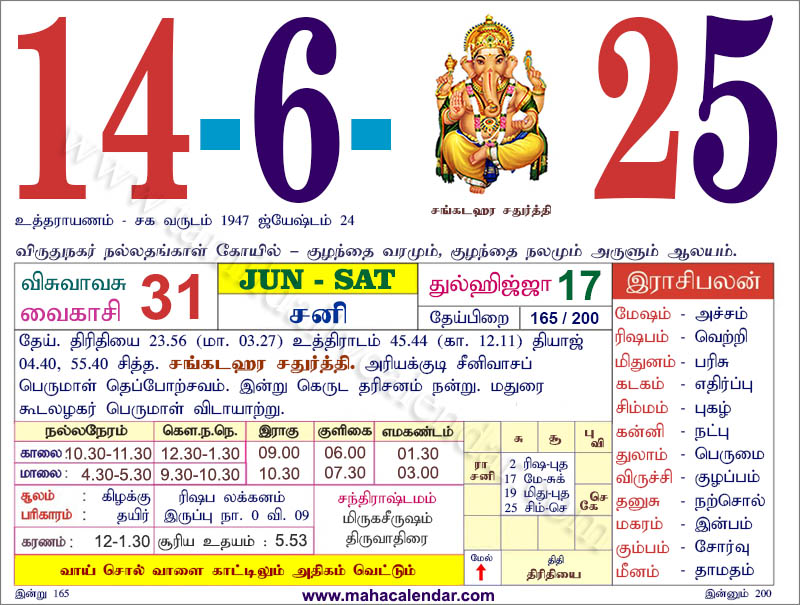 14-6- 25
சங்கடஹர சதுர்த்தி
உத்தராயணம் - சக வருடம் 1947 ஜ்யேஷ்டம் 24
விருதுநகர் நல்லதங்காள் கோயில் – குழந்தை வரமும், குழந்தை நலமும் அருளும் ஆலயம்.
விசுவாவசு
வைகாசி 31
JUN - SAT
சனி
துல்ஹிஜ்ஜா 17
தேய்பிறை 165 / 200
தேய். திரிதியை 23.56 (மா. 03.27) உத்திராடம் 45.44 (கா. 12.11) தியாஜ்
04.40, 55.40 சித்த. சங்கடஹர சதுர்த்தி. அரியக்குடி சீனிவாசப்
பெருமாள் தெப்போற்சவம். இன்று கெருட தரிசனம் நன்று. மதுரை
கூடலழகர் பெருமாள் விடாயாற்று.
இராசிபலன்
மேஷம் - அச்சம்
ரிஷபம் - வெற்றி
மிதுனம் - பரிசு
கடகம் - எதிர்ப்பு
சிம்மம் - புகழ்
கன்னி - நட்பு
துலாம் - பெருமை
விருச்சி - குழப்பம்
தனுசு - நற்சொல்
மகரம் - இன்பம்
கும்பம் - சோர்வு
மீனம் - தாமதம்
நல்லநேரம் கௌ.ந.நெ. இராகு குளிகை எமகண்டம்
காலை : 10.30-11.30 12.30-1.30 09.00 06.00 01.30
மாலை : 4.30-5.30 9.30-10.30 10.30 07.30 03.00
சூலம் : கிழக்கு
பரிகாரம் : தயிர்
ரிஷப லக்கனம்
இருப்பு நா. 0 வி. 09
சந்திராஷ்டமம்
மிருகசீருஷம்
திருவாதிரை
கரணம் : 12-1.30 சூரிய உதயம் : 5.53
வாய் சொல் வாளை காட்டிலும் அதிகம் வெட்டும்
சு சூ பு
வி
ரா
சனி
2 ரிஷ-புத
17 மே-சுக்
19 மிது-புத
25 சிம்-செ
செ
கே
மேல்
திதி
திரிதியை
இன்று 165
www.mahacalendar.com
இன்னும் 200